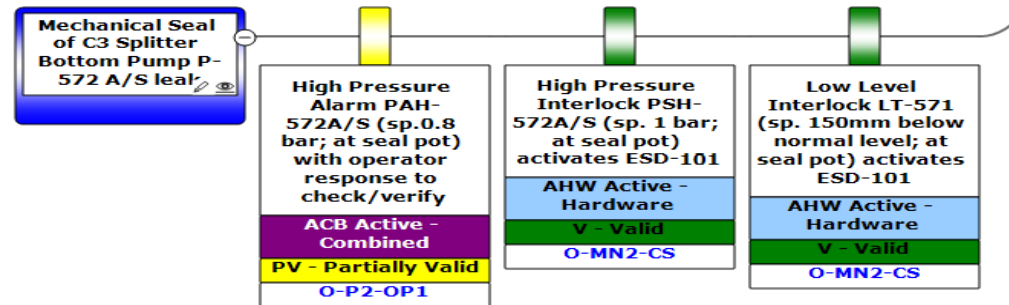 Mechanical Seal
of C3 Splitter
Bottom Pump P-
572 A/S leak
High Pressure
Alarm PAH-
572A/S (sp.0.8
bar; at seal pot)
with operator
response to
check/verify
ACB Active -
Combined
PV - Partially Valid
O-P2-OP1
High Pressure
Interlock PSH-
572A/S (sp. 1 bar;
at seal pot)
activates ESD-101
AHW Active -
Hardware
V - Valid
O-MN2-CS
Low Level
Interlock LT-571
(sp. 150mm below
normal level; at
seal pot) activates
ESD-101
AHW Active -
Hardware
V - Valid
O-MN2-CS